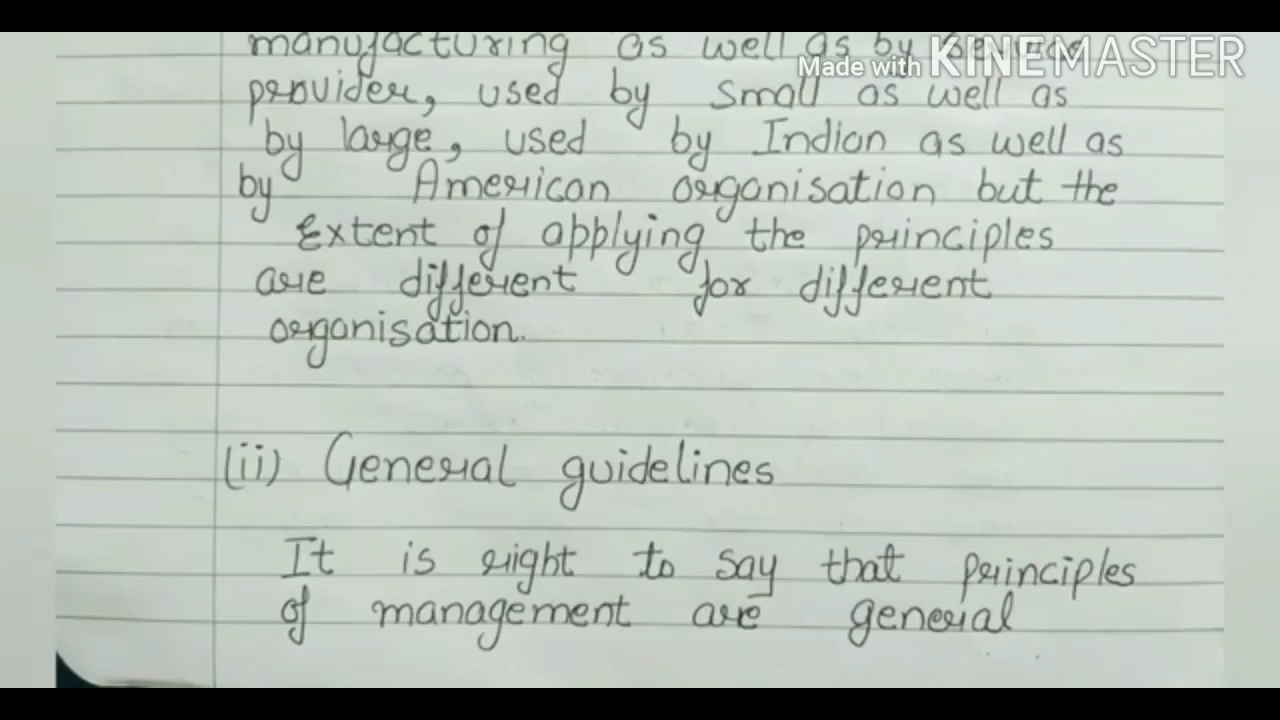 manufacturing as well as by service
Made with KINEMASTER
provider, used by small as well as
by large, used by Indian as well as
by American organisation but the
Extent of applying the principles
are different for different
organisation.
(ii) General guidelines
It is right to say that principles
of management are general